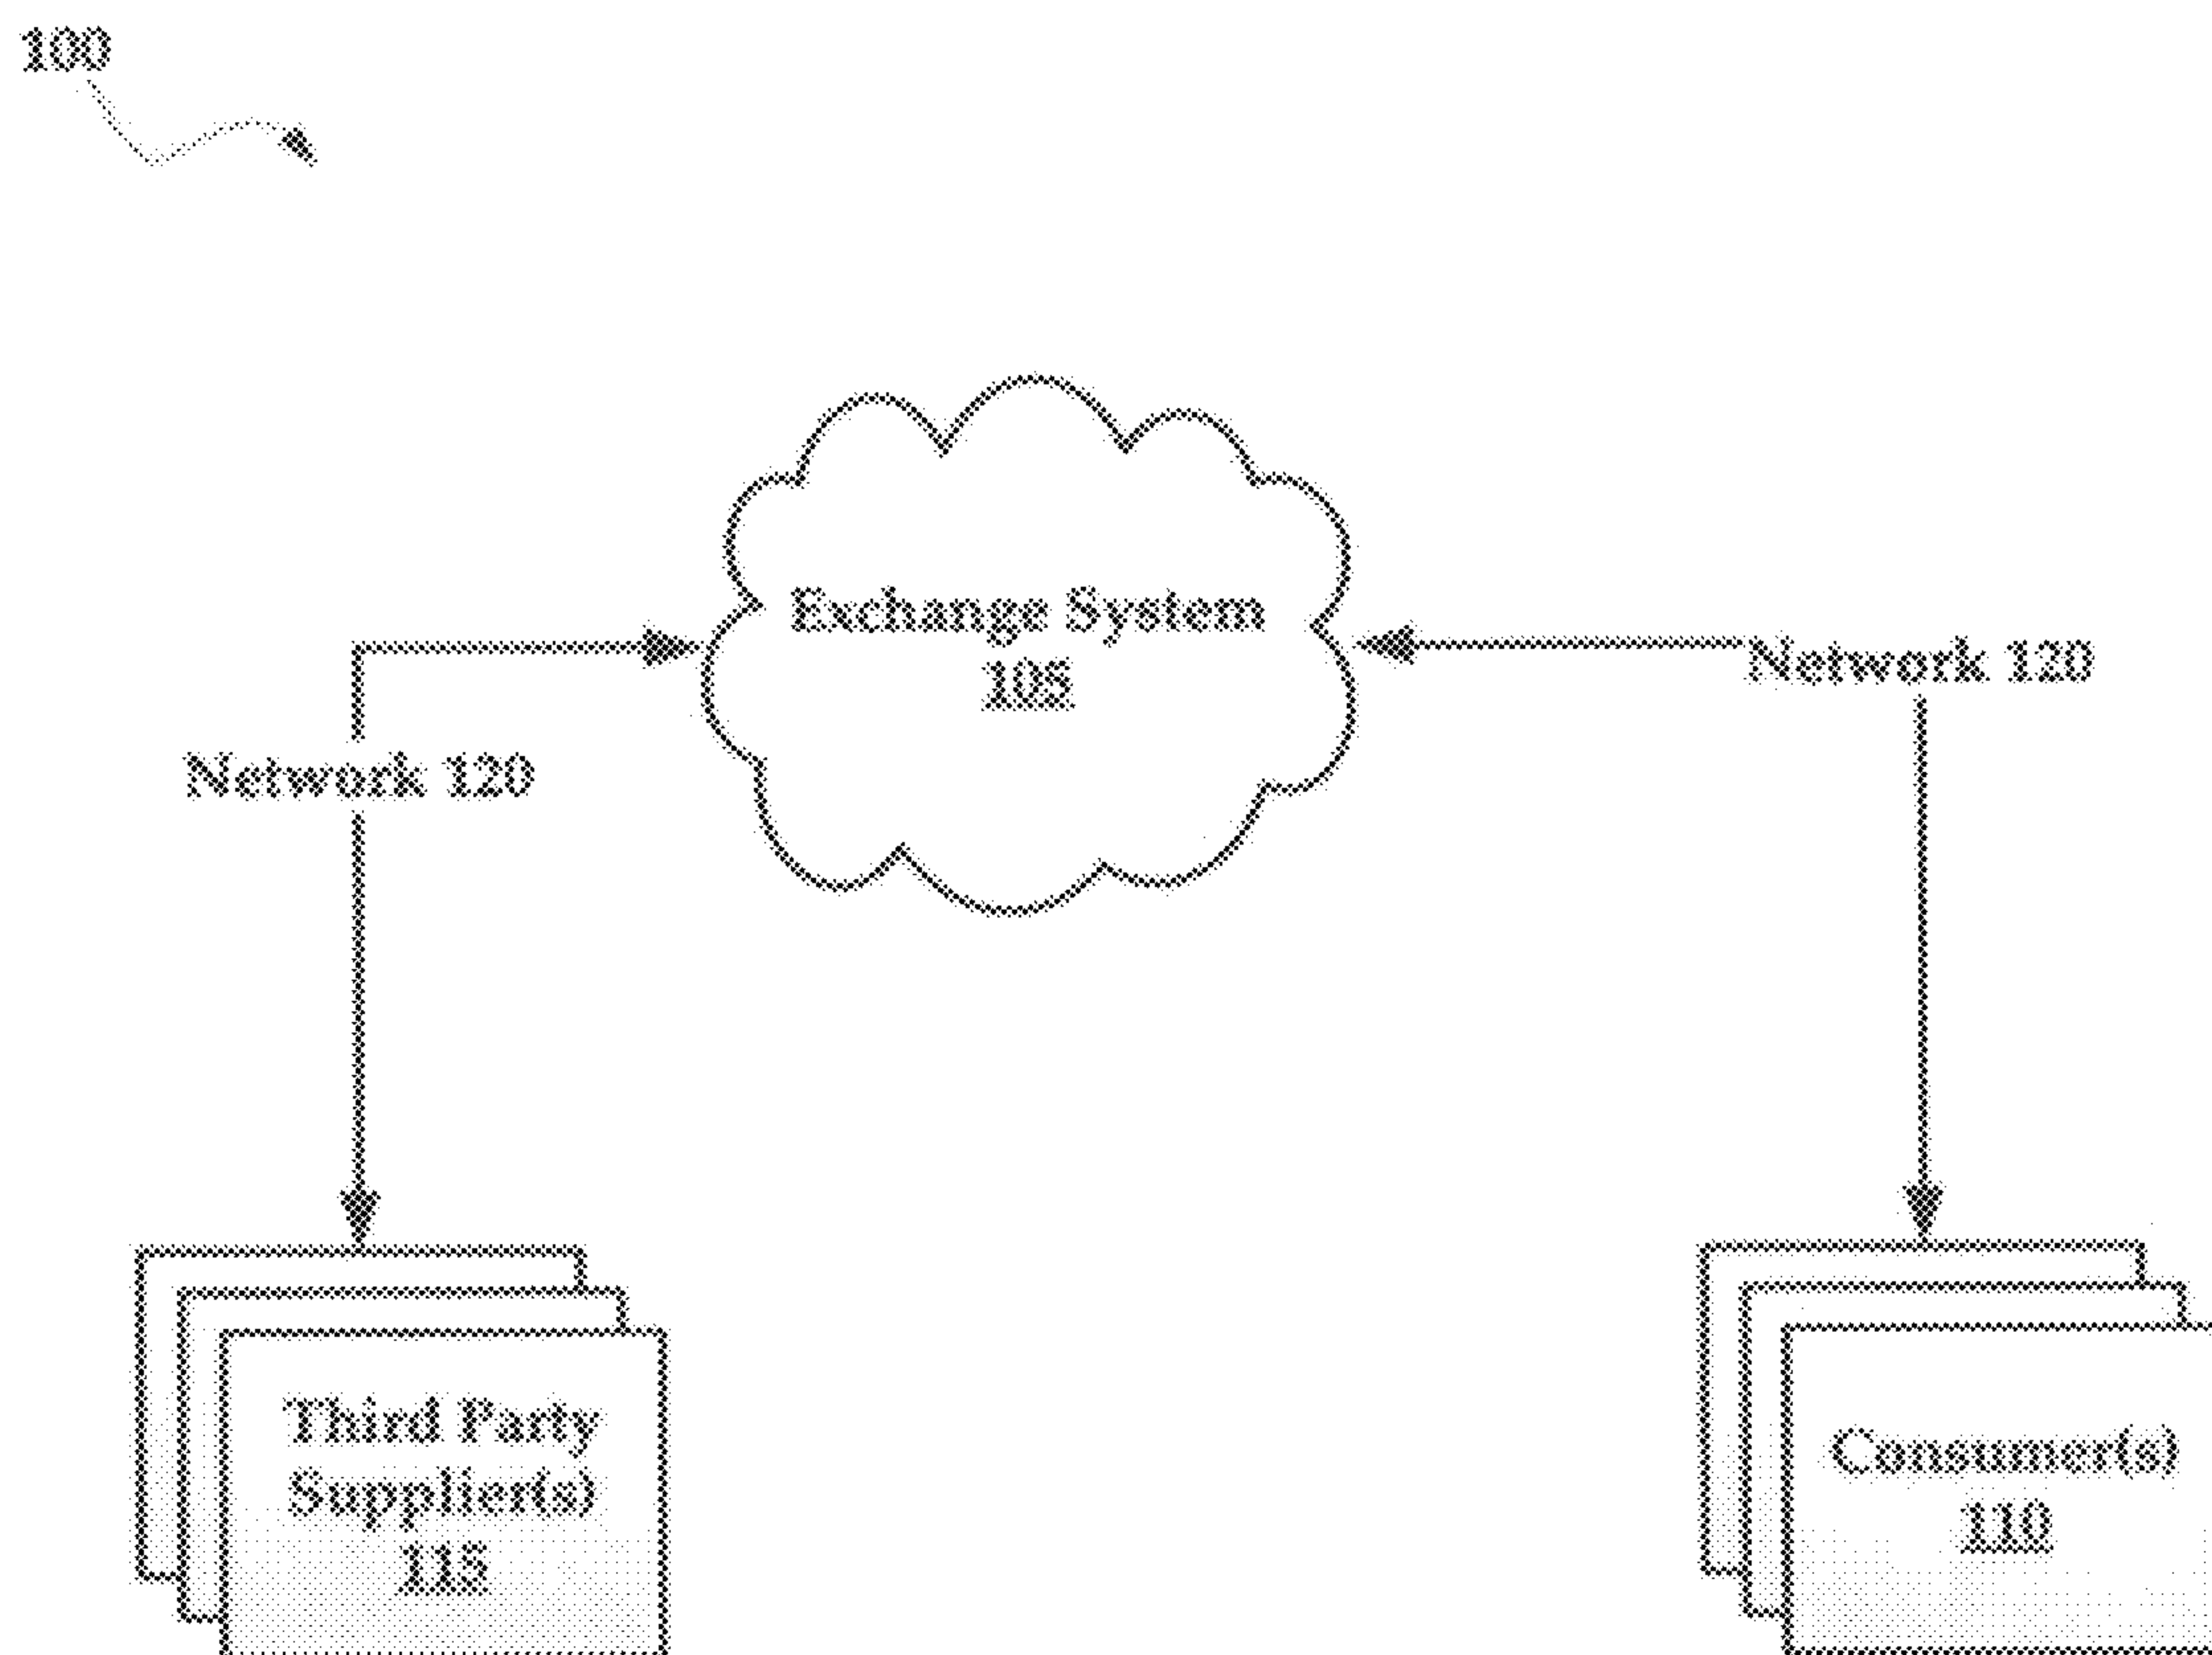 100
Exchange System
105
Network 120
Network 120
Third Party
Supplier(s)
115
Consumer(s)
110